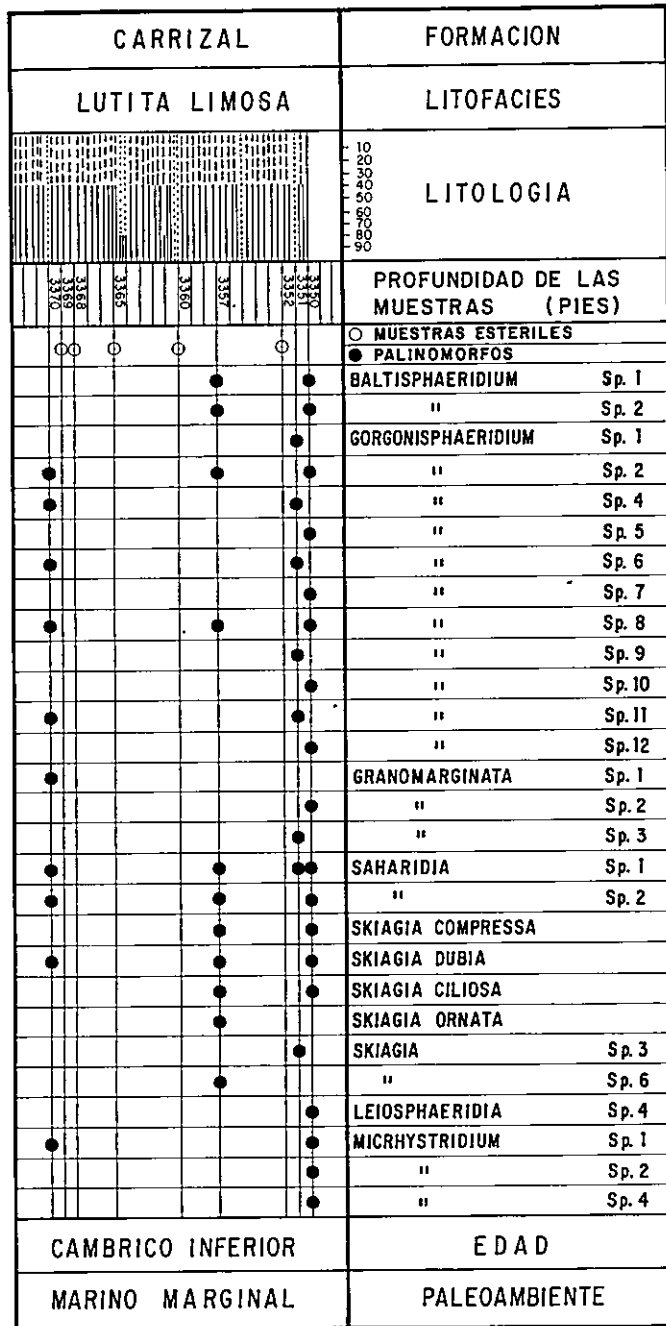 CARRIZAL FORMACION
LUTITA LIMOSA LITOFACIES
10
20
30
40
50
60
70
80
90
LITOLOGIA
3370
3369
3368
3365
3360
3357
3352
3351
3350
PROFUNDIDAD DE LAS
MUESTRAS (PIES)
○ MUESTRAS ESTERILES
● PALINOMORFOS
BALTISPHAERIDIUM Sp. 1
" Sp. 2
GORGONISPHAERIDIUM Sp. 1
" Sp. 2
" Sp. 4
" Sp. 5
" Sp. 6
" Sp. 7
" Sp. 8
" Sp. 9
" Sp. 10
" Sp. 11
" Sp. 12
GRANOMARGINATA Sp. 1
" Sp. 2
" Sp. 3
SAHARIDIA Sp. 1
" Sp. 2
SKIAGIA COMPRESSA
SKIAGIA DUBIA
SKIAGIA CILIOSA
SKIAGIA ORNATA
SKIAGIA Sp. 3
" Sp. 6
LEIOSPHAERIDIA Sp. 4
MICRHYSTRIDIUM Sp. 1
" Sp. 2
" Sp. 4
CAMBRICO INFERIOR EDAD
MARINO MARGINAL PALEOAMBIENTE